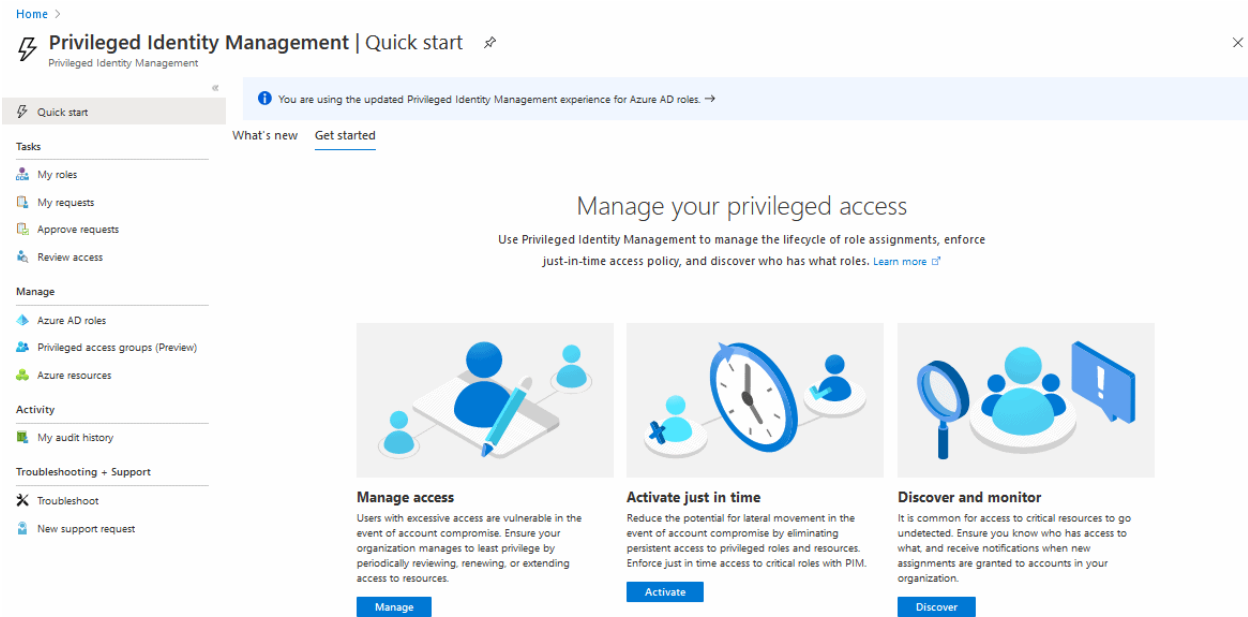 Home >
Privileged Identity Management | Quick start
Privileged Identity Management
«
You are using the updated Privileged Identity Management experience for Azure AD roles. →
Quick start
What's new Get started
Tasks
My roles
My requests
Approve requests
Review access
Manage
Azure AD roles
Privileged access groups (Preview)
Azure resources
Activity
My audit history
Troubleshooting + Support
Troubleshoot
New support request
Manage your privileged access
Use Privileged Identity Management to manage the lifecycle of role assignments, enforce
just-in-time access policy, and discover who has what roles. Learn more
Manage access
Users with excessive access are vulnerable in the
event of account compromise. Ensure your
organization manages to least privilege by
periodically reviewing, renewing, or extending
access to resources.
Manage
Activate just in time
Reduce the potential for lateral movement in the
event of account compromise by eliminating
persistent access to privileged roles and resources.
Enforce just in time access to critical roles with PIM.
Activate
Discover and monitor
It is common for access to critical resources to go
undetected. Ensure you know who has access to
what, and receive notifications when new
assignments are granted to accounts in your
organization.
Discover